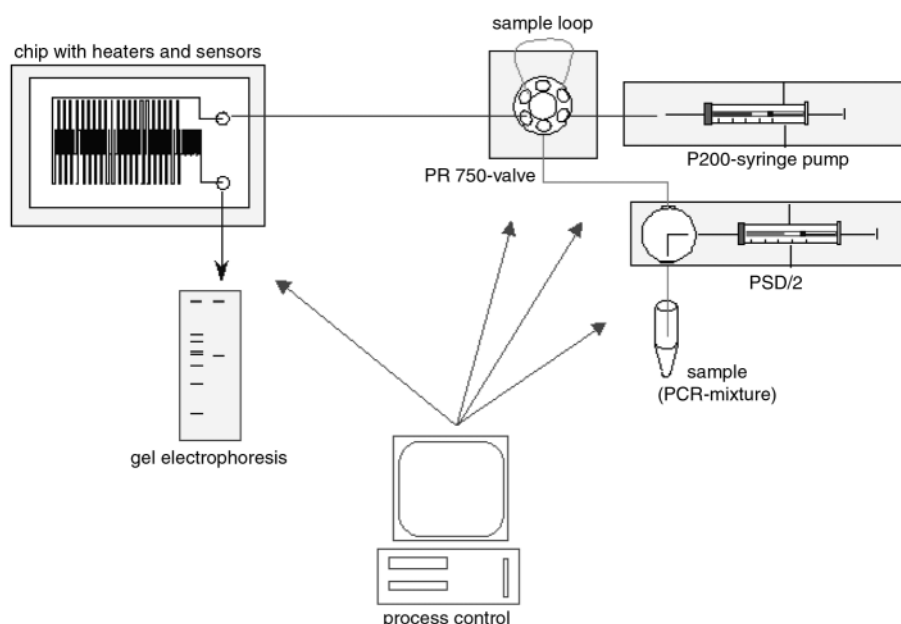 sample loop
chip with heaters and sensors
P200-syringe pump
PR 750-valve
PSD/2
sample
(PCR-mixture)
gel electrophoresis
process control